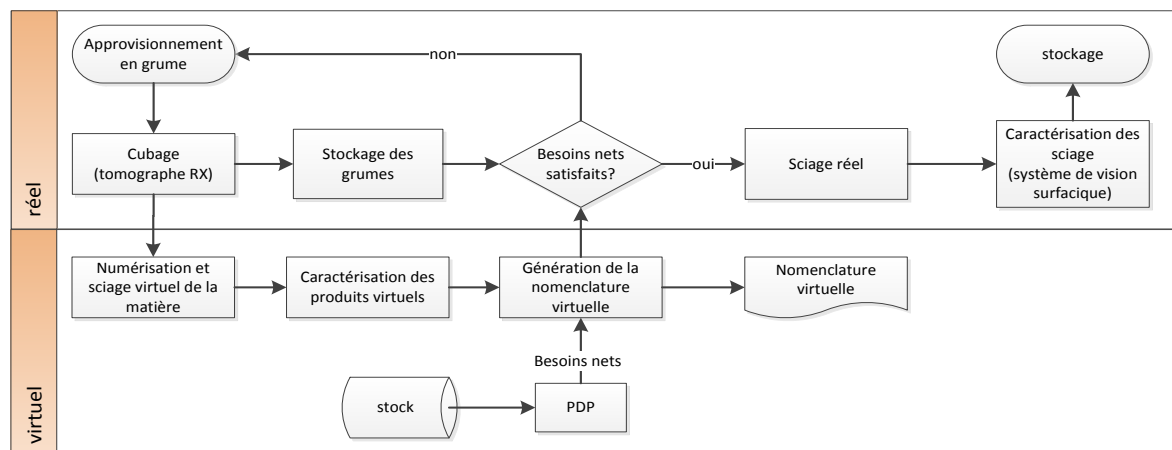 réel
Approvisionnement
en grume
non
stockage
Cubage
(tomographe RX)
Stockage des
grumes
Besoins nets
satisfaits?
oui
Sciage réel
Caractérisation des
sciage
(système de vision
surfacique)
virtuel
Numérisation et
sciage virtuel de la
matière
Caractérisation des
produits virtuels
Génération de la
nomenclature
virtuelle
Nomenclature
virtuelle
Besoins nets
stock
PDP